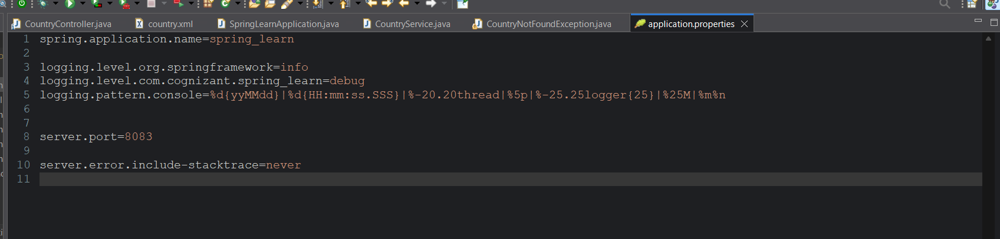 CountryController.java country.xml SpringLearnApplication.java CountryService.java CountryNotFoundException.java application.properties
1 spring.application.name=spring_learn
2
3 logging.level.org.springframework=info
4 logging.level.com.cognizant.spring_learn=debug
5 logging.pattern.console=%d{yyMMdd}|%d{HH:mm:ss.SSS}|%-20.20thread|%5p|%-25.25logger{25}|%25M|%m%n
6
7
8 server.port=8083
9
10 server.error.include-stacktrace=never
11